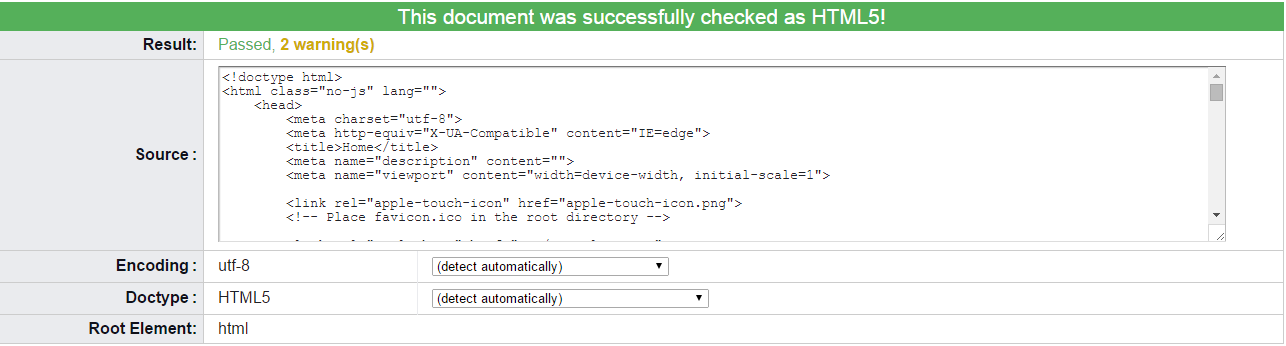 This document was successfully checked as HTML5!
Result: Passed, 2 warning(s)
Source :
<!doctype html>
<html class="no-js" lang="">
<head>
<meta charset="utf-8">
<meta http-equiv="X-UA-Compatible" content="IE=edge">
<title>Home</title>
<meta name="description" content="">
<meta name="viewport" content="width=device-width, initial-scale=1">
<link rel="apple-touch-icon" href="apple-touch-icon.png">
<!-- Place favicon.ico in the root directory -->
Encoding : utf-8 (detect automatically)
Doctype : HTML5 (detect automatically)
Root Element: html